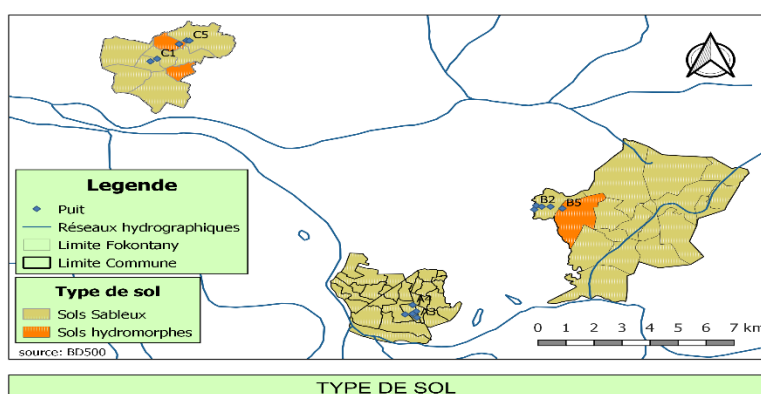 C5
C1
B2
B5
A1
A3
Legende
Puit
Réseaux hydrographiques
Limite Fokontany
Limite Commune
Type de sol
Sols Sableux
Sols hydromorphes
source: BD500
0 1 2 3 4 5 6 7 km
TYPE DE SOL